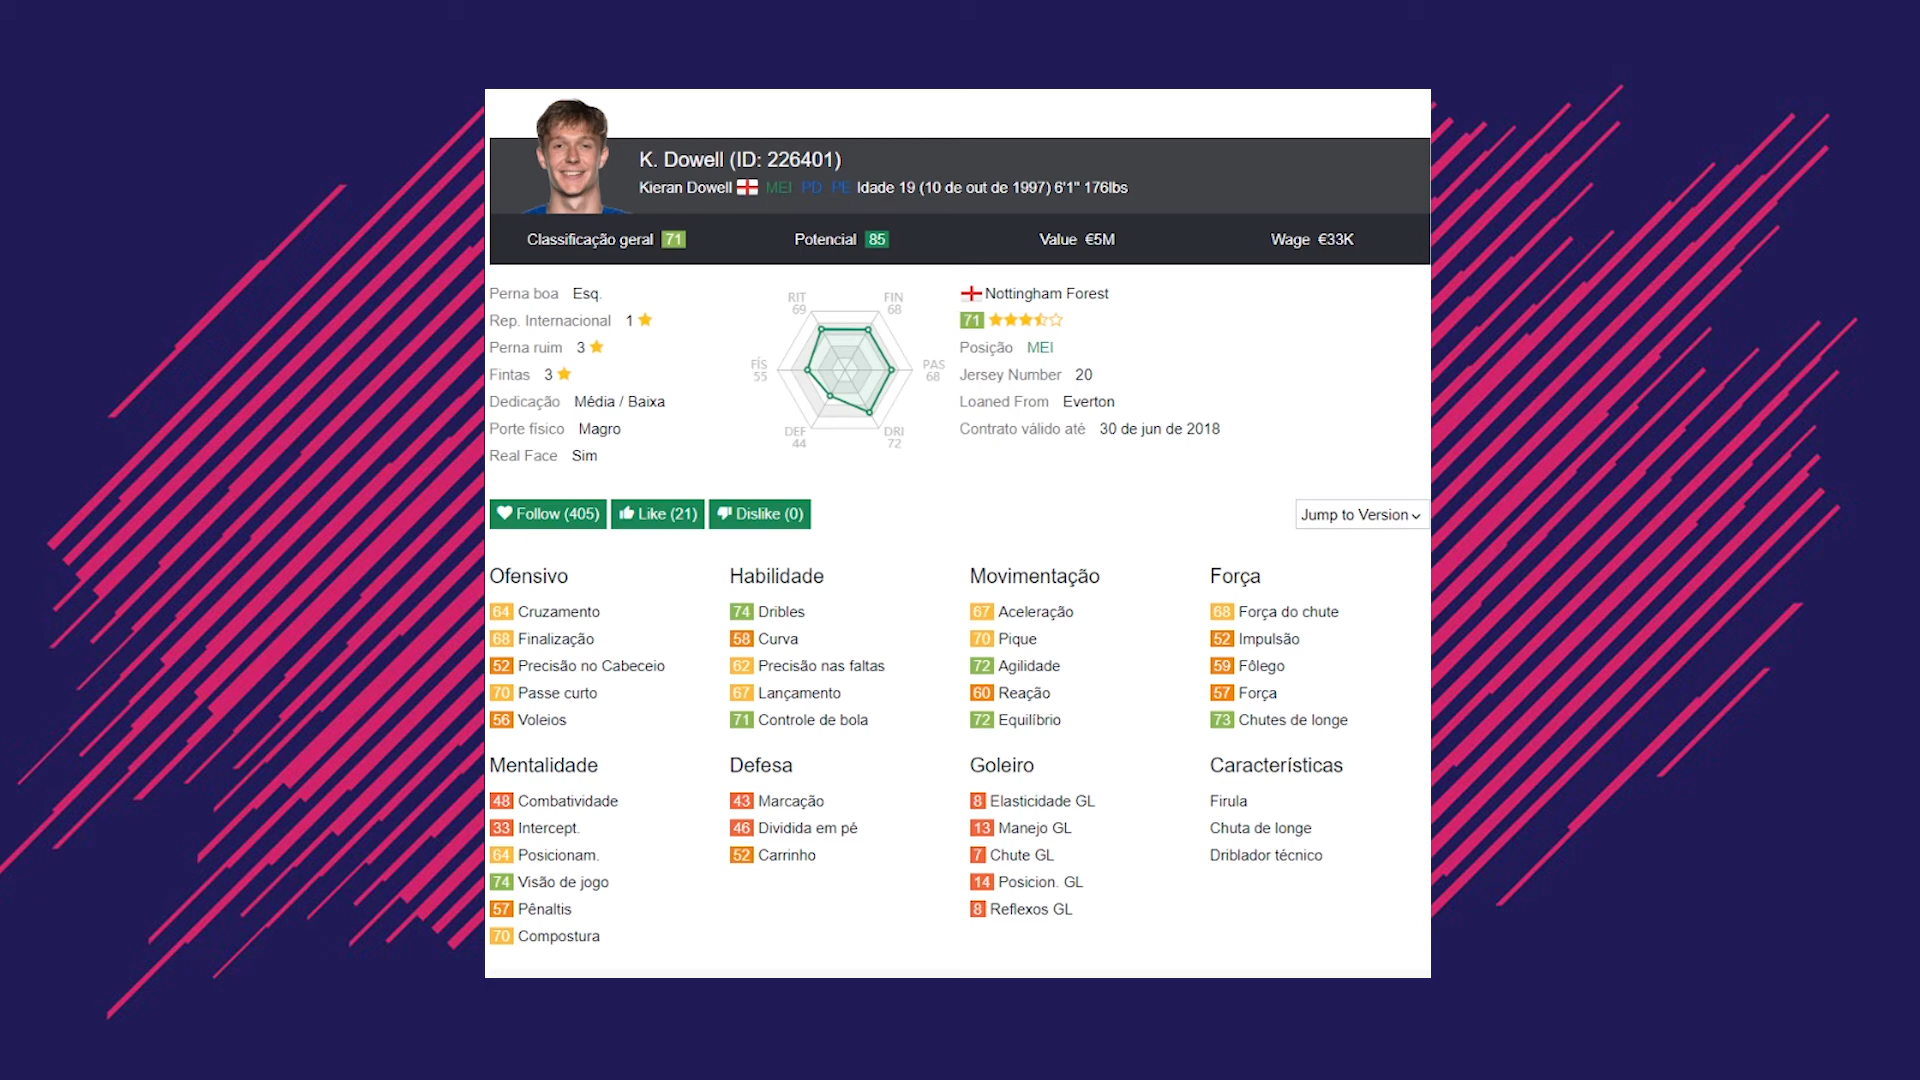 K. Dowell (ID: 226401)
Kieran Dowell MEI PD PE Idade 19 (10 de out de 1997) 6'1" 176lbs
Classificação geral 71 Potencial 85 Value €5M Wage €33K
Perna boa Esq.
Rep. Internacional 1
Perna ruim 3
Fintas 3
Dedicação Média / Baixa
Porte físico Magro
Real Face Sim
RIT 69
FIN 68
FÍS 55
PAS 68
DEF 44
DRI 72
Nottingham Forest
71
Posição MEI
Jersey Number 20
Loaned From Everton
Contrato válido até 30 de jun de 2018
Follow (405) Like (21) Dislike (0) Jump to Version
Ofensivo
64 Cruzamento
68 Finalização
52 Precisão no Cabeceio
70 Passe curto
56 Voleios
Habilidade
74 Dribles
58 Curva
62 Precisão nas faltas
67 Lançamento
71 Controle de bola
Movimentação
67 Aceleração
70 Pique
72 Agilidade
60 Reação
72 Equilíbrio
Força
68 Força do chute
52 Impulsão
59 Fôlego
57 Força
73 Chutes de longe
Mentalidade
48 Combatividade
33 Intercept.
64 Posicionam.
74 Visão de jogo
57 Pênaltis
70 Compostura
Defesa
43 Marcação
46 Dividida em pé
52 Carrinho
Goleiro
8 Elasticidade GL
13 Manejo GL
7 Chute GL
14 Posicion. GL
8 Reflexos GL
Características
Firula
Chuta de longe
Driblador técnico